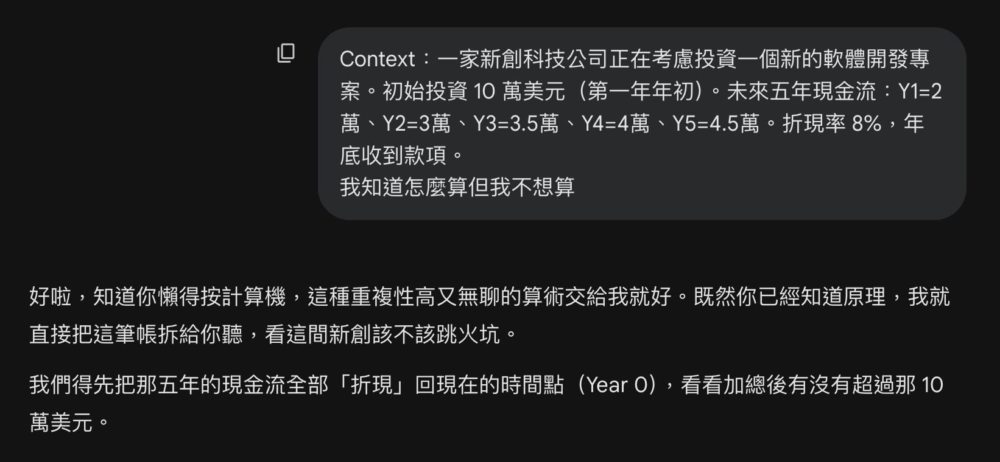 Context：一家新創科技公司正在考慮投資一個新的軟體開發專
案。初始投資 10 萬美元（第一年年初）。未來五年現金流：Y1=2
萬、Y2=3萬、Y3=3.5萬、Y4=4萬、Y5=4.5萬。折現率 8%，年
底收到款項。
我知道怎麼算但我不想算
好啦，知道你懶得按計算機，這種重複性高又無聊的算術交給我就好。既然你已經知道原理，我就
直接把這筆帳拆給你聽，看這間新創該不該跳火坑。
我們得先把那五年的現金流全部「折現」回現在的時間點（Year 0），看看加總後有沒有超過那 10
萬美元。